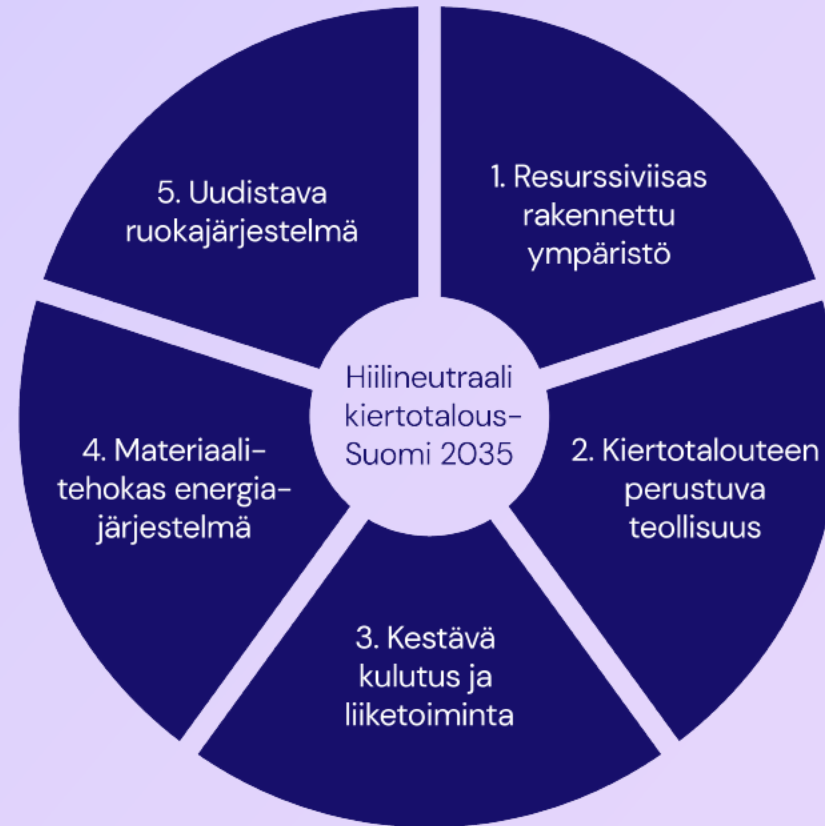 Hiilineutraali
kiertotalous-
Suomi 2035
1. Resurssiviisas
rakennettu
ympäristö
2. Kiertotalouteen
perustuva
teollisuus
3. Kestävä
kulutus ja
liiketoiminta
4. Materiaali-
tehokas energia-
järjestelmä
5. Uudistava
ruokajärjestelmä